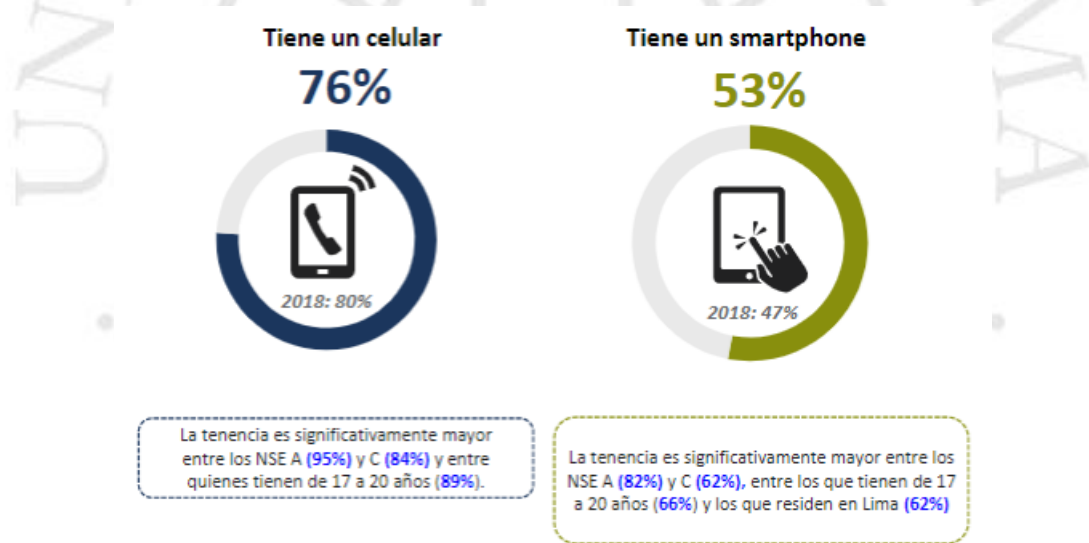 Tiene un celular
76%
2018: 80%
La tenencia es significativamente mayor
entre los NSE A (95%) y C (84%) y entre
quienes tienen de 17 a 20 años (89%).
Tiene un smartphone
53%
2018: 47%
La tenencia es significativamente mayor entre los
NSE A (82%) y C (62%), entre los que tienen de 17
a 20 años (66%) y los que residen en Lima (62%)